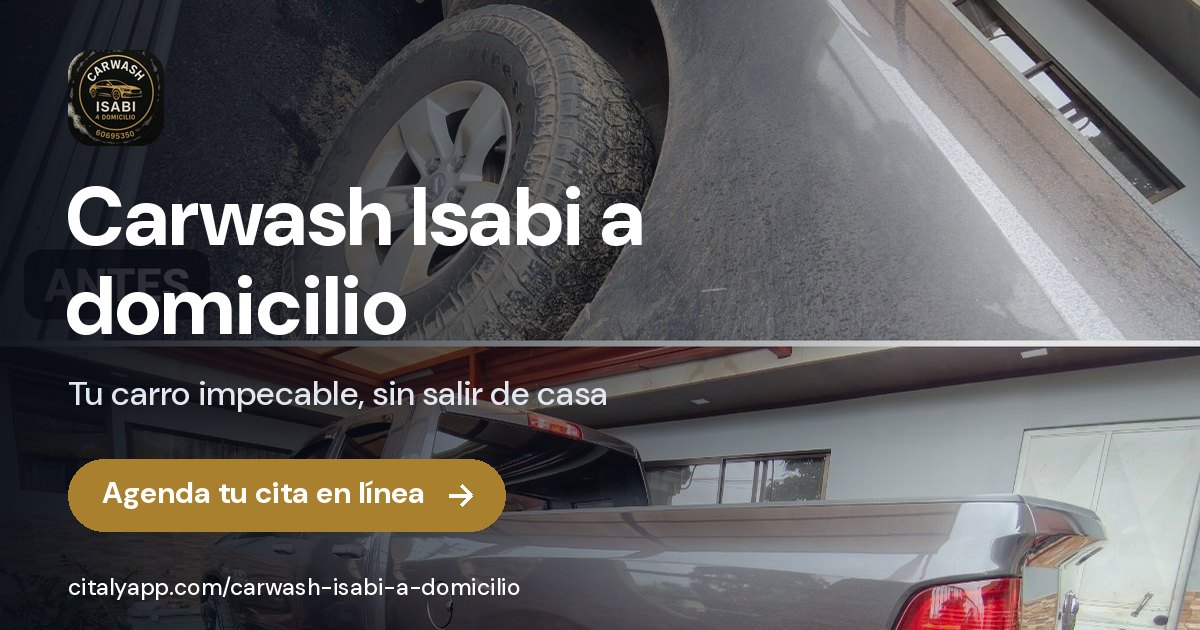 CARWASH
ISABI
A DOMICILIO
60695350
Carwash Isabi a
ANTES
domicilio
Tu carro impecable, sin salir de casa
Agenda tu cita en línea →
citalyapp.com/carwash-isabi-a-domicilio